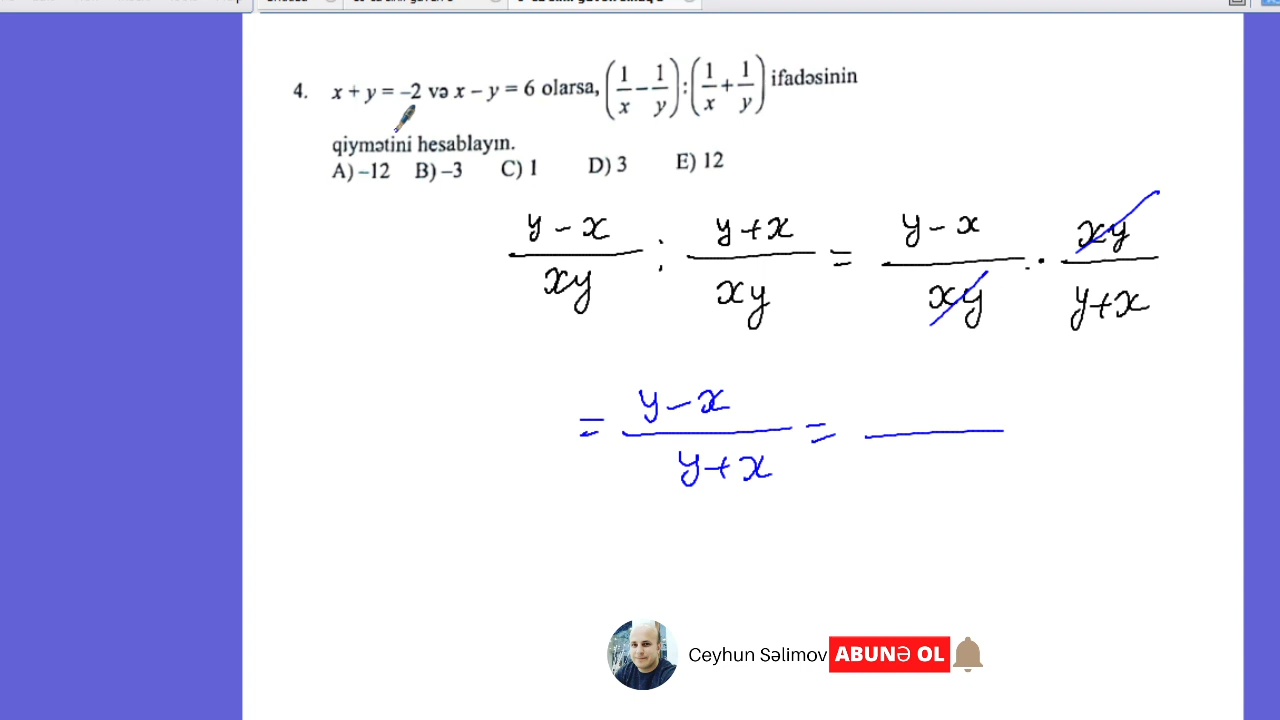 4. x + y = –2 və x – y = 6 olarsa, (1/x – 1/y) : (1/x + 1/y) ifadəsinin
qiymətini hesablayın.
A) –12 B) –3 C) 1 D) 3 E) 12
y – x / xy : y + x / xy = y – x / xy · xy / y + x
= y – x / y + x =
Ceyhun Səlimov ABUNƏ OL